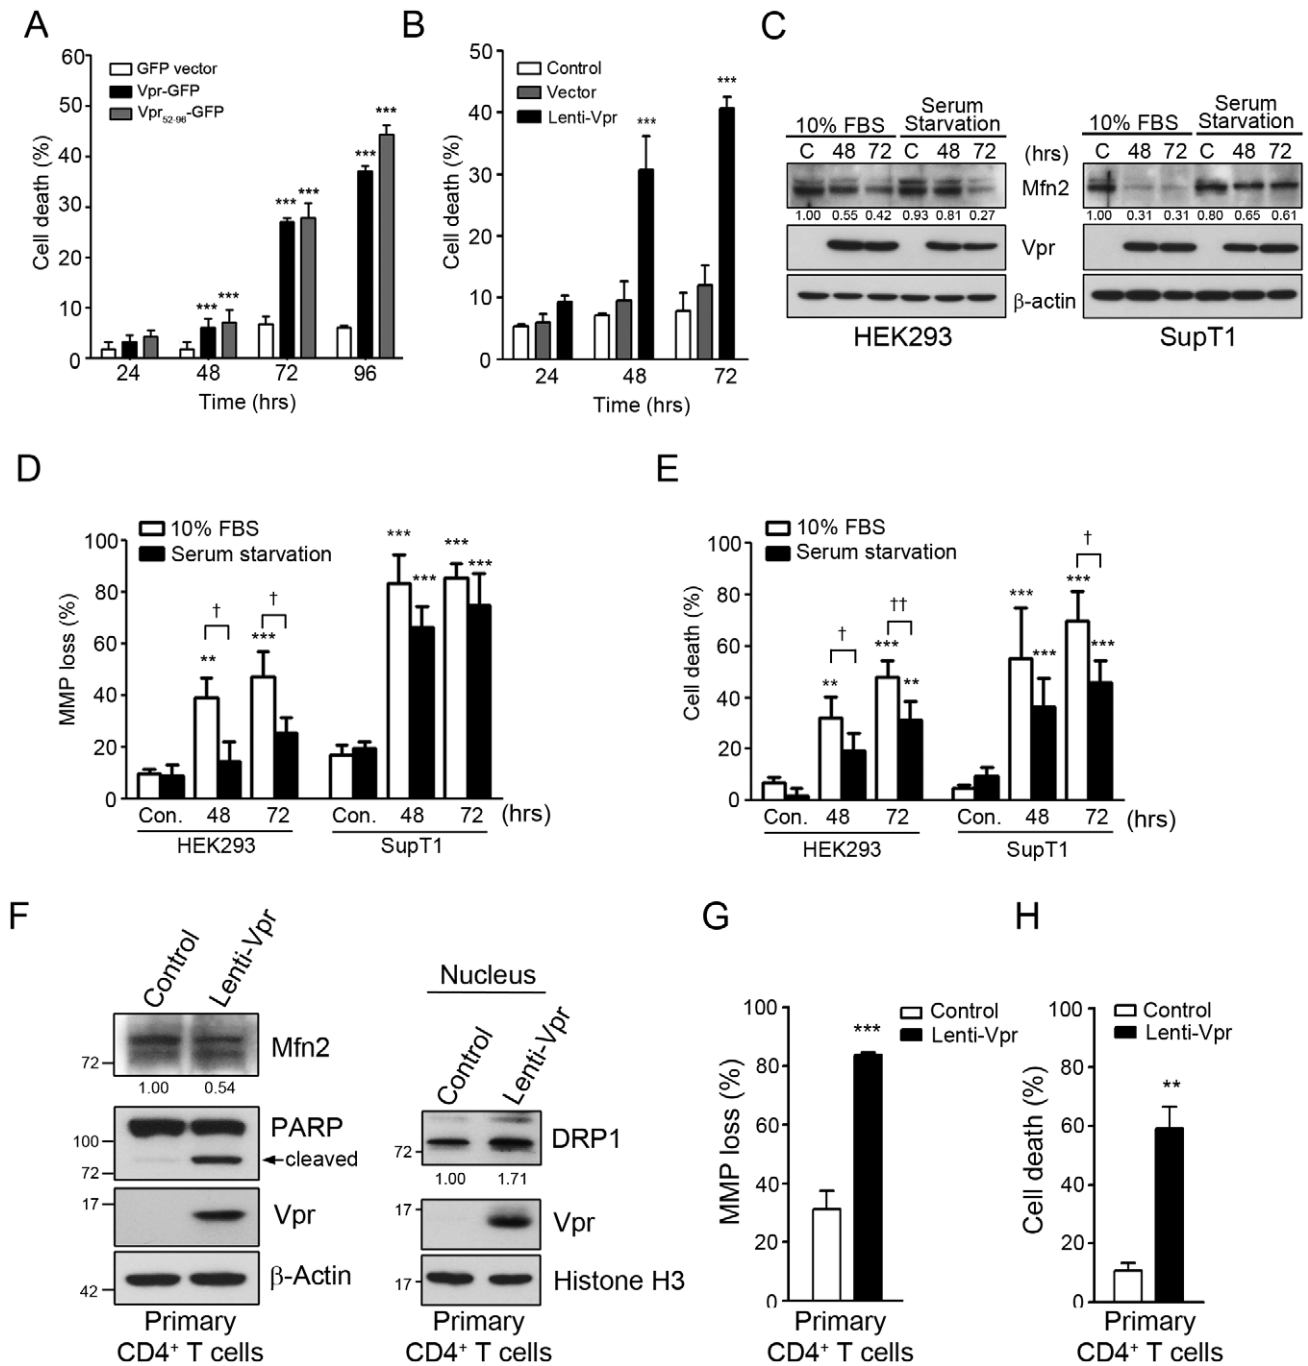 A
60
50
40
30
20
10
0
Cell death (%)
GFP vector
Vpr-GFP
Vpr52-96-GFP
***
***
***
***
***
***
24 48 72 96
Time (hrs)
B
50
40
30
20
10
0
Cell death (%)
Control
Vector
Lenti-Vpr
***
***
24 48 72
Time (hrs)
C
10% FBS Serum Starvation
C 48 72 C 48 72 (hrs)
Mfn2
1.00 0.55 0.42 0.93 0.81 0.27
Vpr
β-actin
HEK293
10% FBS Serum Starvation
C 48 72 C 48 72
1.00 0.31 0.31 0.80 0.65 0.61
SupT1
D
10% FBS
Serum starvation
100
80
60
40
20
0
MMP loss (%)
†
**
†
***
***
***
***
***
Con. 48 72 Con. 48 72 (hrs)
HEK293 SupT1
E
10% FBS
Serum starvation
100
80
60
40
20
0
Cell death (%)
†
**
††
***
**
***
***
†
***
***
Con. 48 72 Con. 48 72 (hrs)
HEK293 SupT1
F
Control Lenti-Vpr
72 Mfn2
1.00 0.54
100 PARP
72 cleaved
17 Vpr
42 β-Actin
Primary
CD4+ T cells
Nucleus
Control Lenti-Vpr
72 DRP1
1.00 1.71
17 Vpr
17 Histone H3
Primary
CD4+ T cells
G
100
80
60
40
20
0
MMP loss (%)
Control
Lenti-Vpr
***
Primary
CD4+ T cells
H
100
80
60
40
20
0
Cell death (%)
Control
Lenti-Vpr
**
Primary
CD4+ T cells